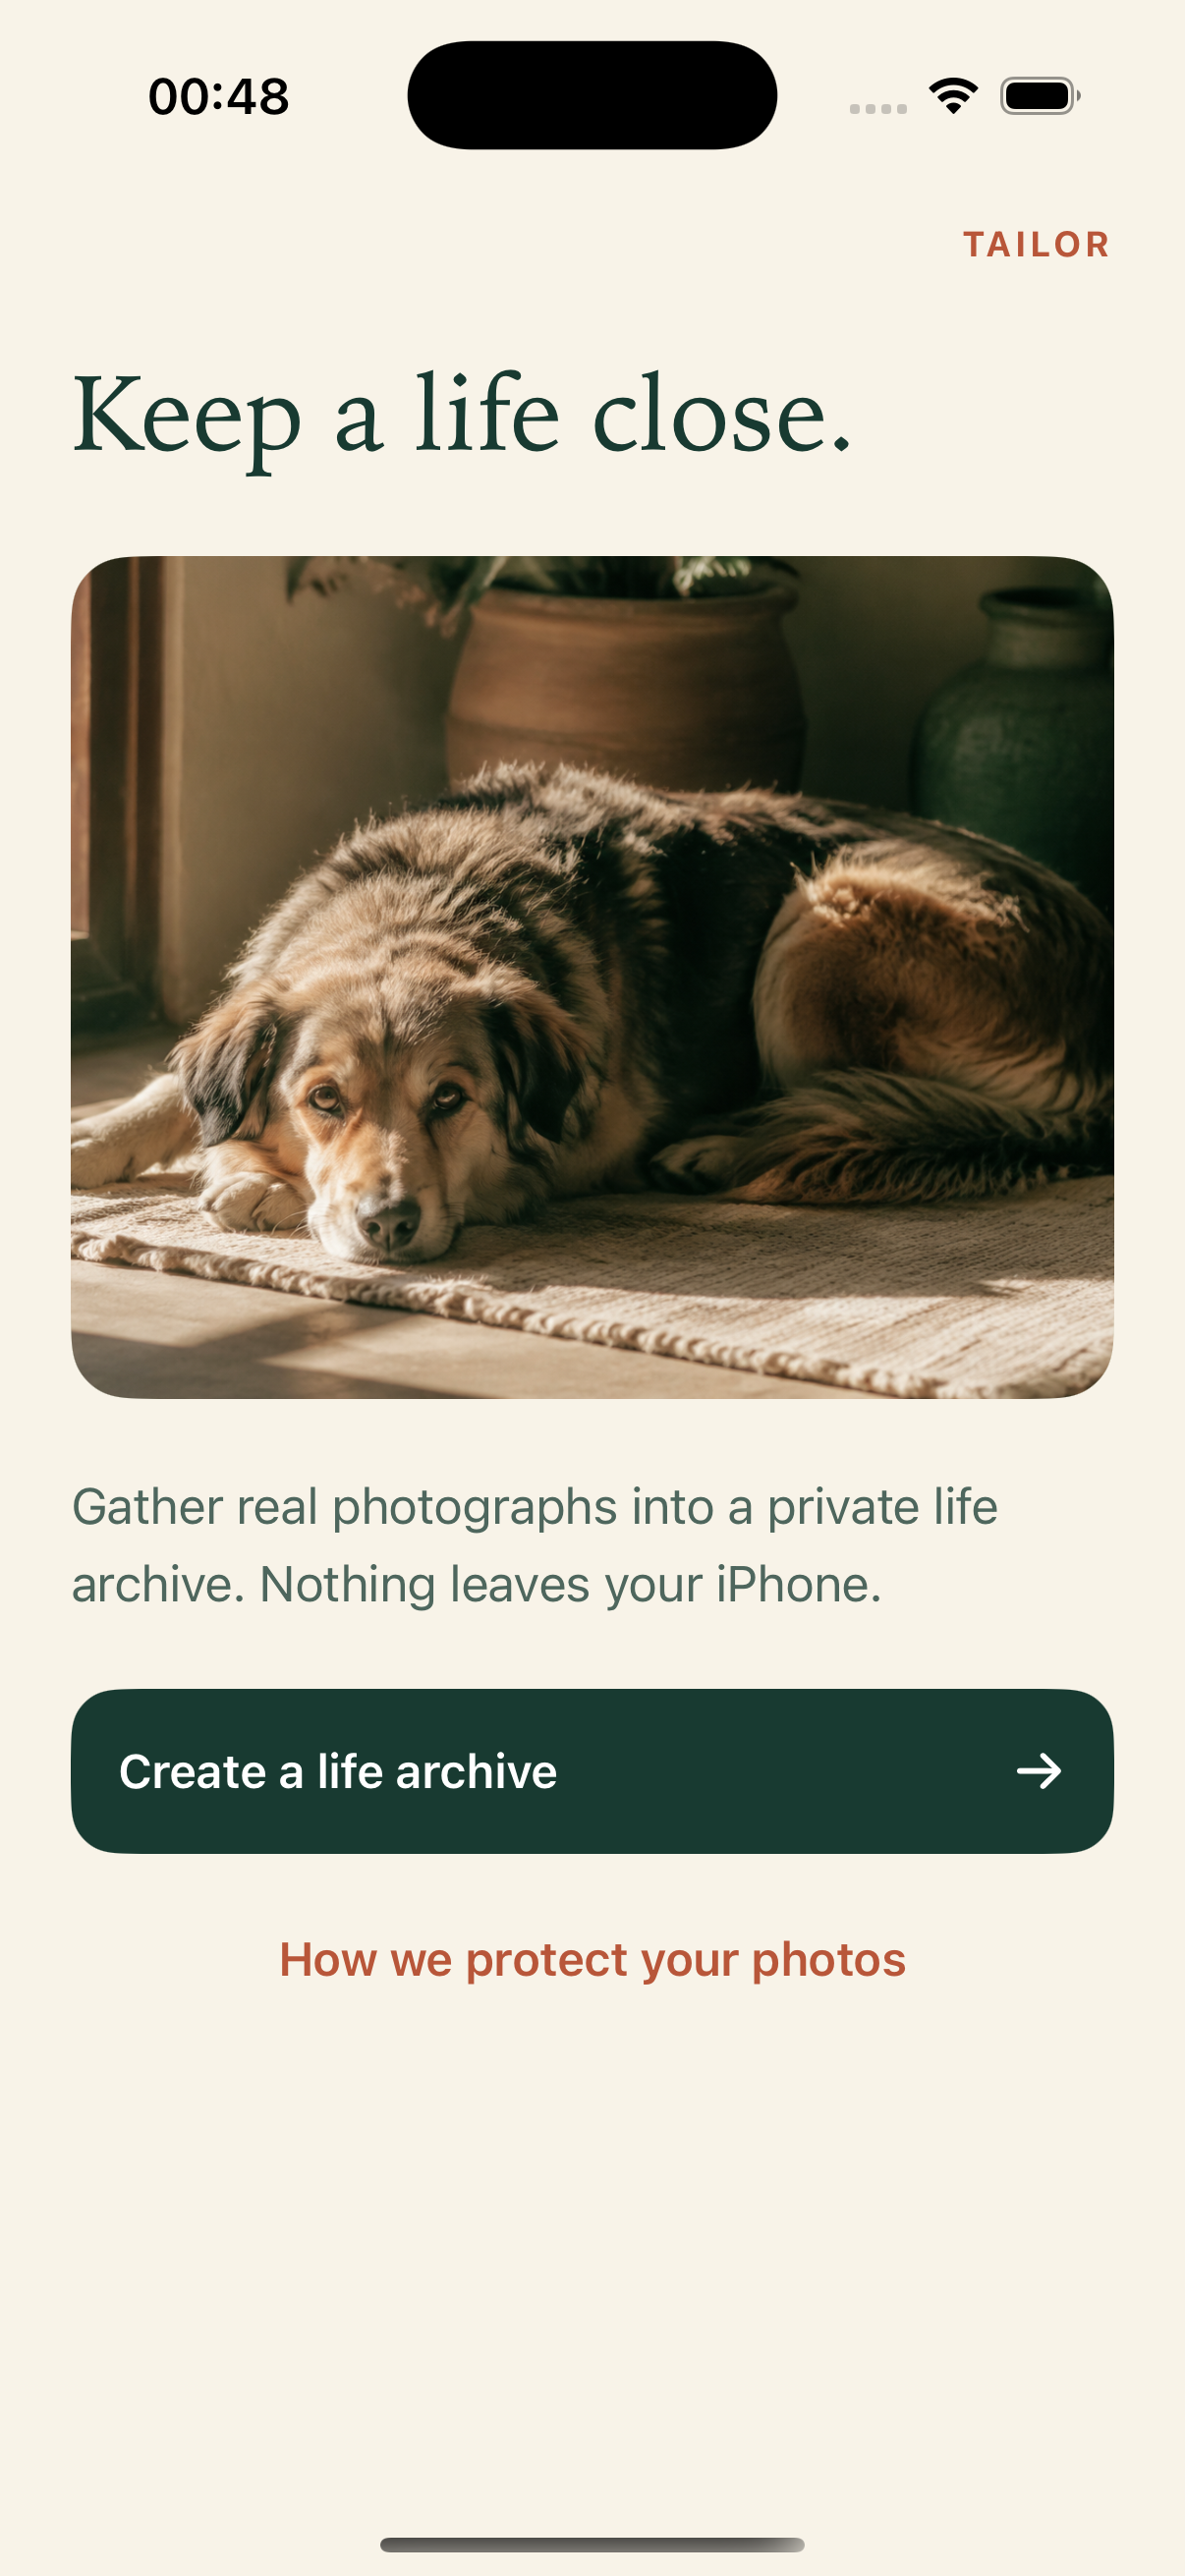 00:48
TAILOR
Keep a life close.
Gather real photographs into a private life
archive. Nothing leaves your iPhone.
Create a life archive
How we protect your photos